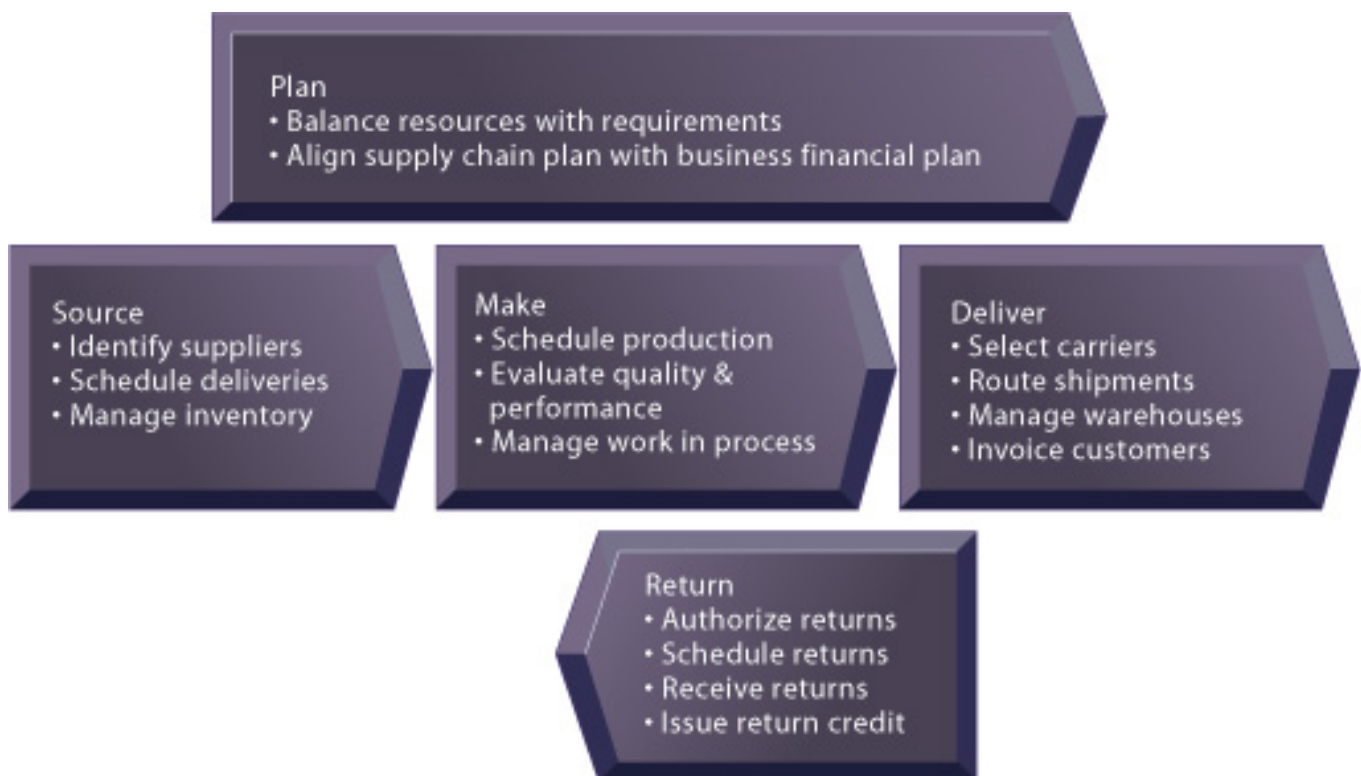 Plan
• Balance resources with requirements
• Align supply chain plan with business financial plan
Source
• Identify suppliers
• Schedule deliveries
• Manage inventory
Make
• Schedule production
• Evaluate quality &
performance
• Manage work in process
Deliver
• Select carriers
• Route shipments
• Manage warehouses
• Invoice customers
Return
• Authorize returns
• Schedule returns
• Receive returns
• Issue return credit